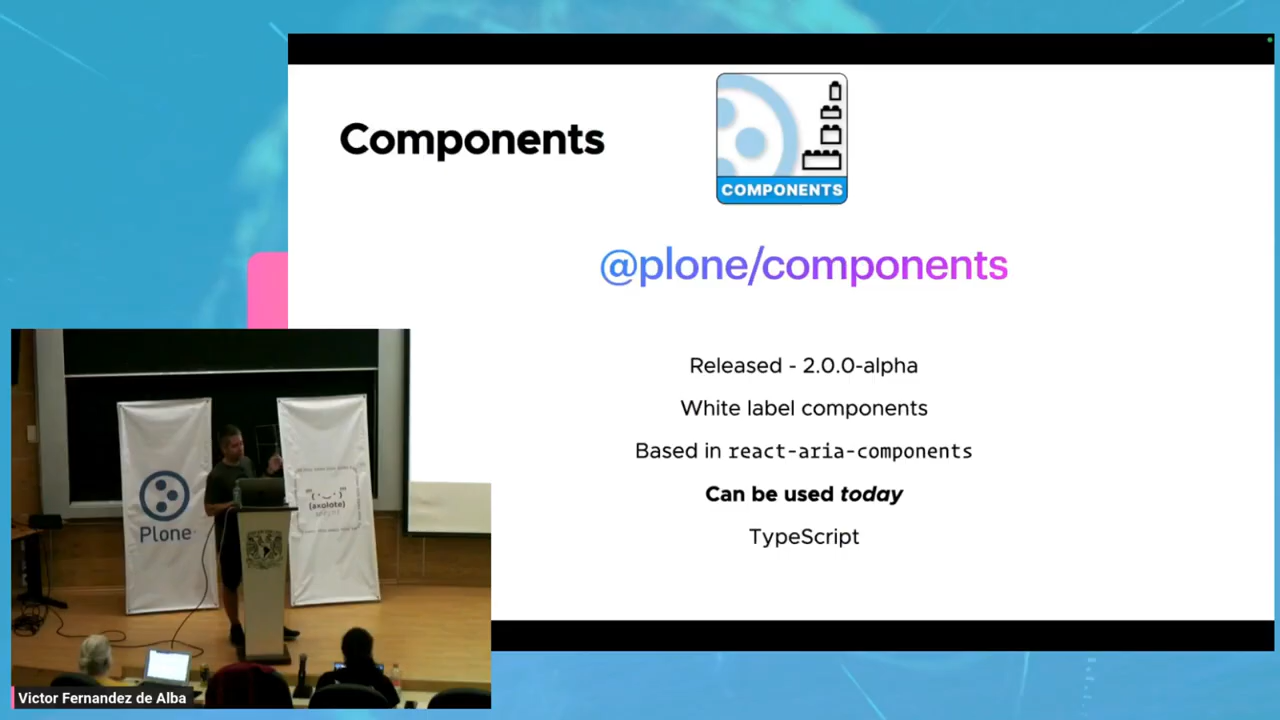 Components
COMPONENTS
@plone/components
Released - 2.0.0-alpha
White label components
Based in react-aria-components
Can be used today
TypeScript
Plone
(axolote)
Victor Fernandez de Alba